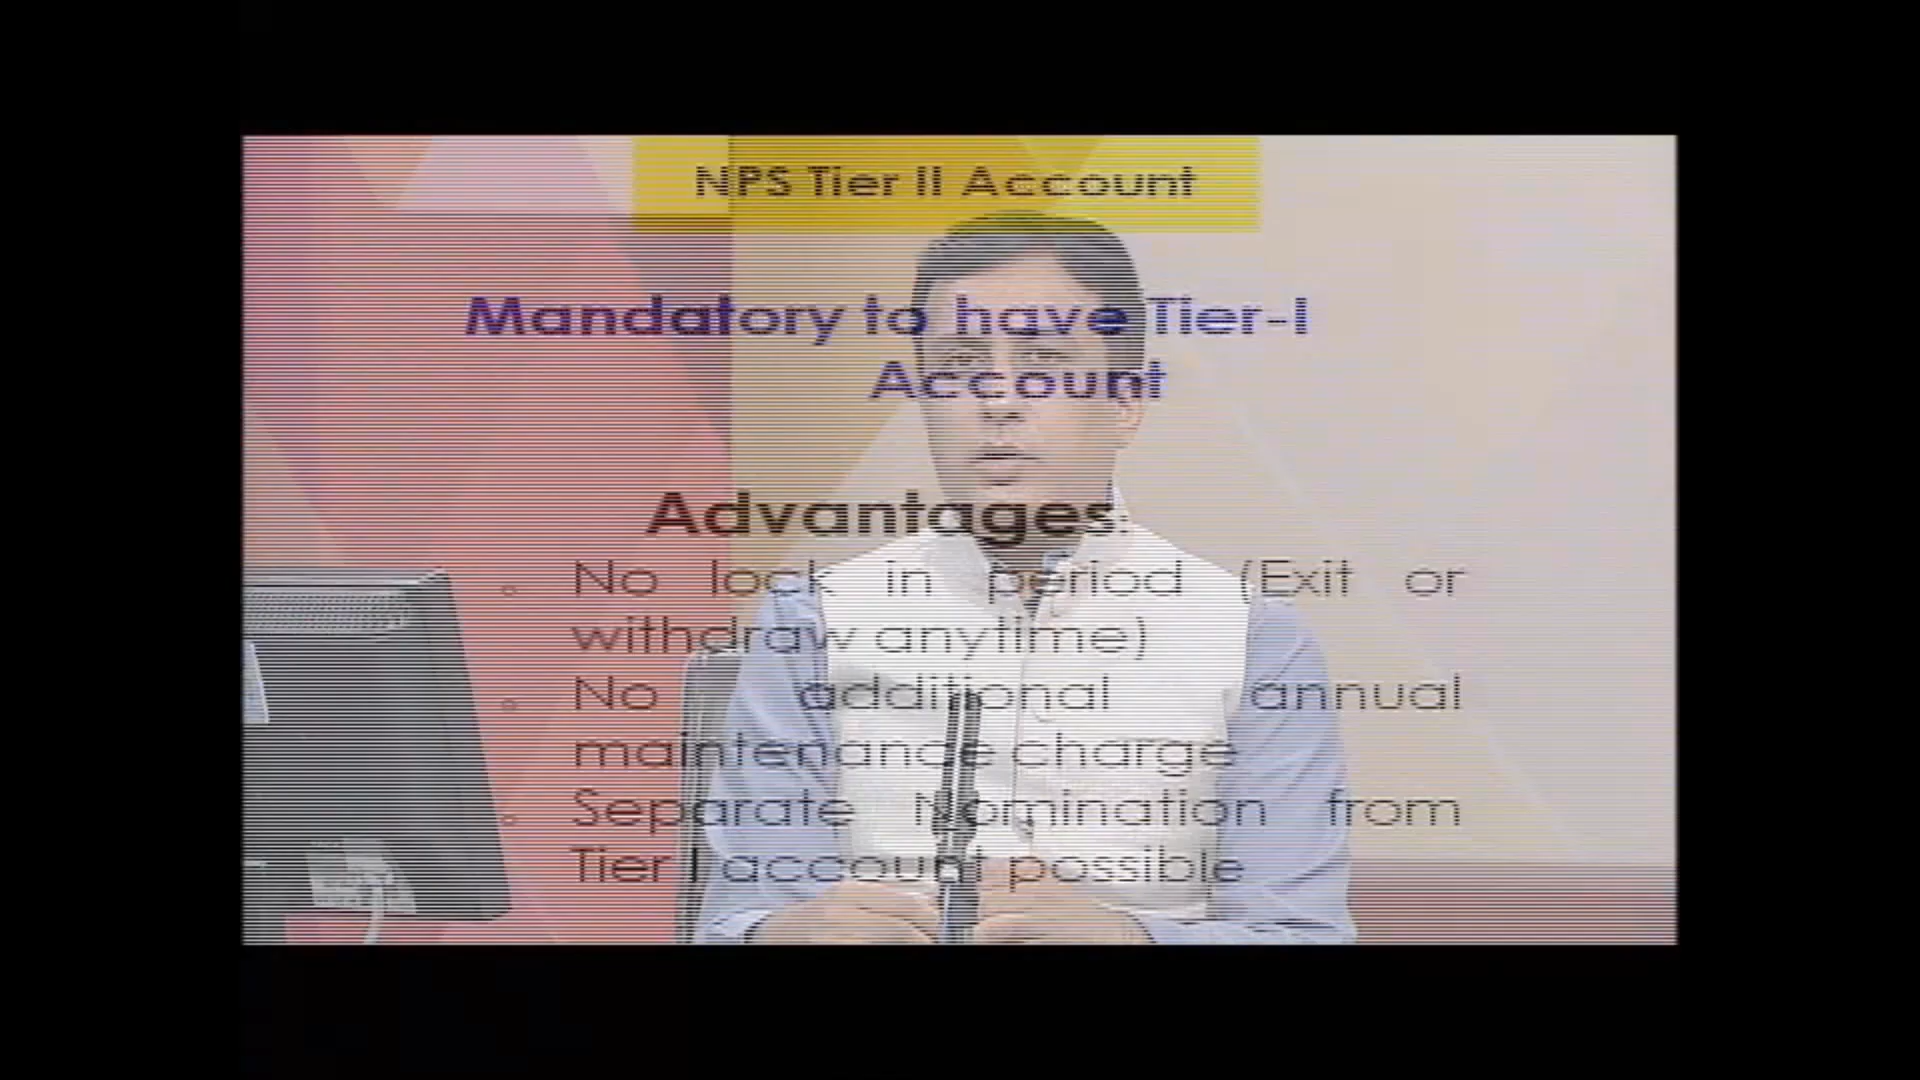 NPS Tier II Account
Mandatory to have Tier-I
Account
Advantages:
No lock in period (Exit or
withdraw anytime)
No additional annual
maintenance charge
Separate Nomination from
Tier I account possible